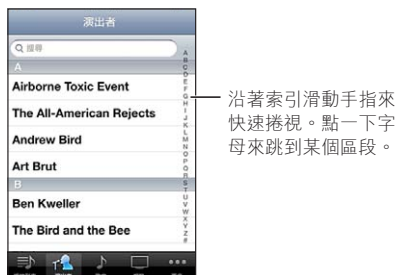 演出者
搜尋
A
Airborne Toxic Event
The All-American Rejects
Andrew Bird
Art Brut
B
Ben Kweller
The Bird and the Bee
A
B
C
D
E
F
G
H
I
J
K
L
M
N
O
P
Q
R
S
T
U
V
W
X
Y
Z
#
沿著索引滑動手指來
快速捲視。點一下字
母來跳到某個區段。